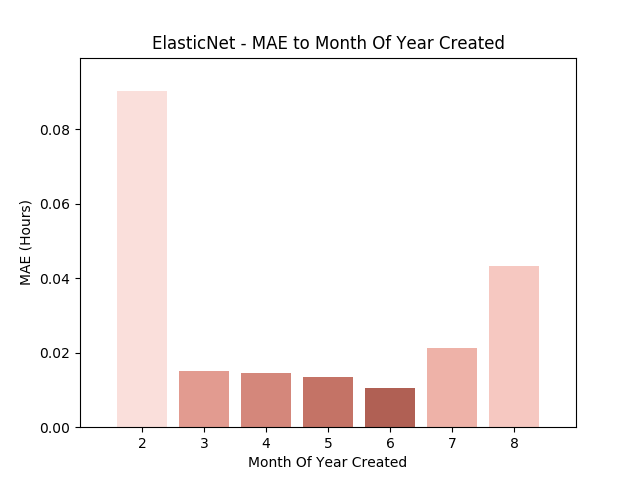 ElasticNet - MAE to Month Of Year Created
MAE (Hours)
0.08
0.06
0.04
0.02
0.00
2 3 4 5 6 7 8
Month Of Year Created